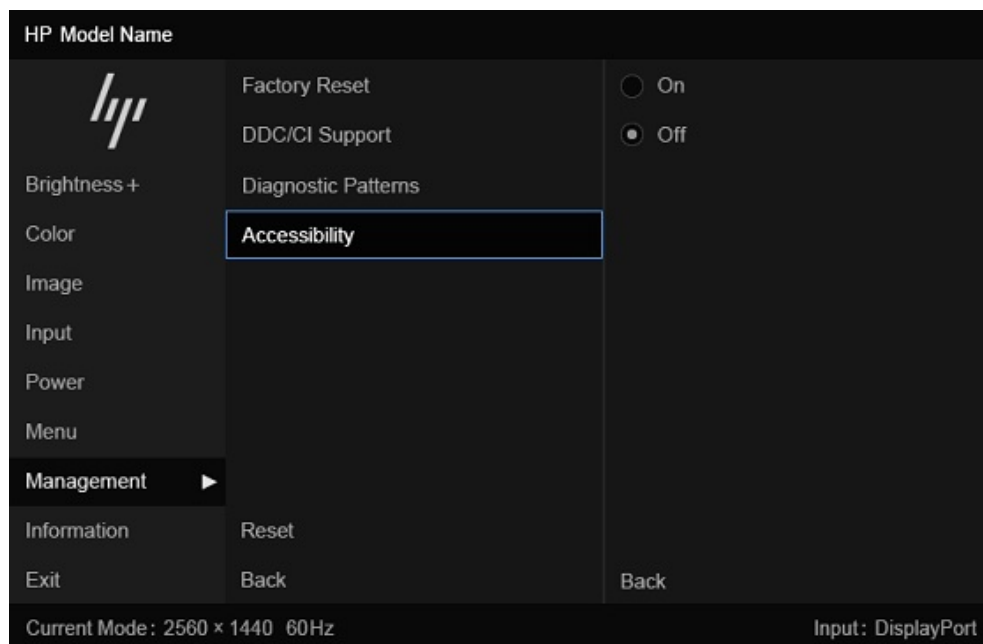 HP Model Name
hp
Brightness +
Color
Image
Input
Power
Menu
Management ▶
Information
Exit
Factory Reset
DDC/CI Support
Diagnostic Patterns
Accessibility
Reset
Back
On
Off
Back
Current Mode: 2560 × 1440 60Hz
Input: DisplayPort